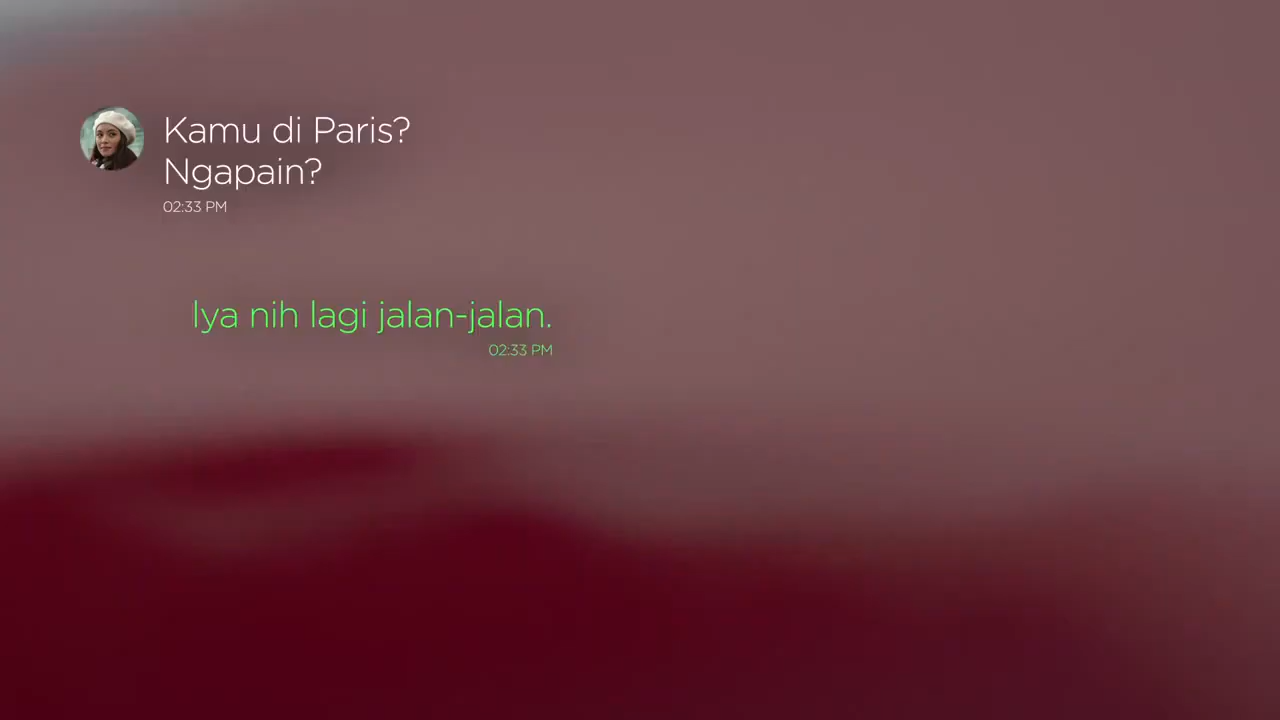 Kamu di Paris?
Ngapain?
02:33 PM
Iya nih lagi jalan-jalan.
02:33 PM